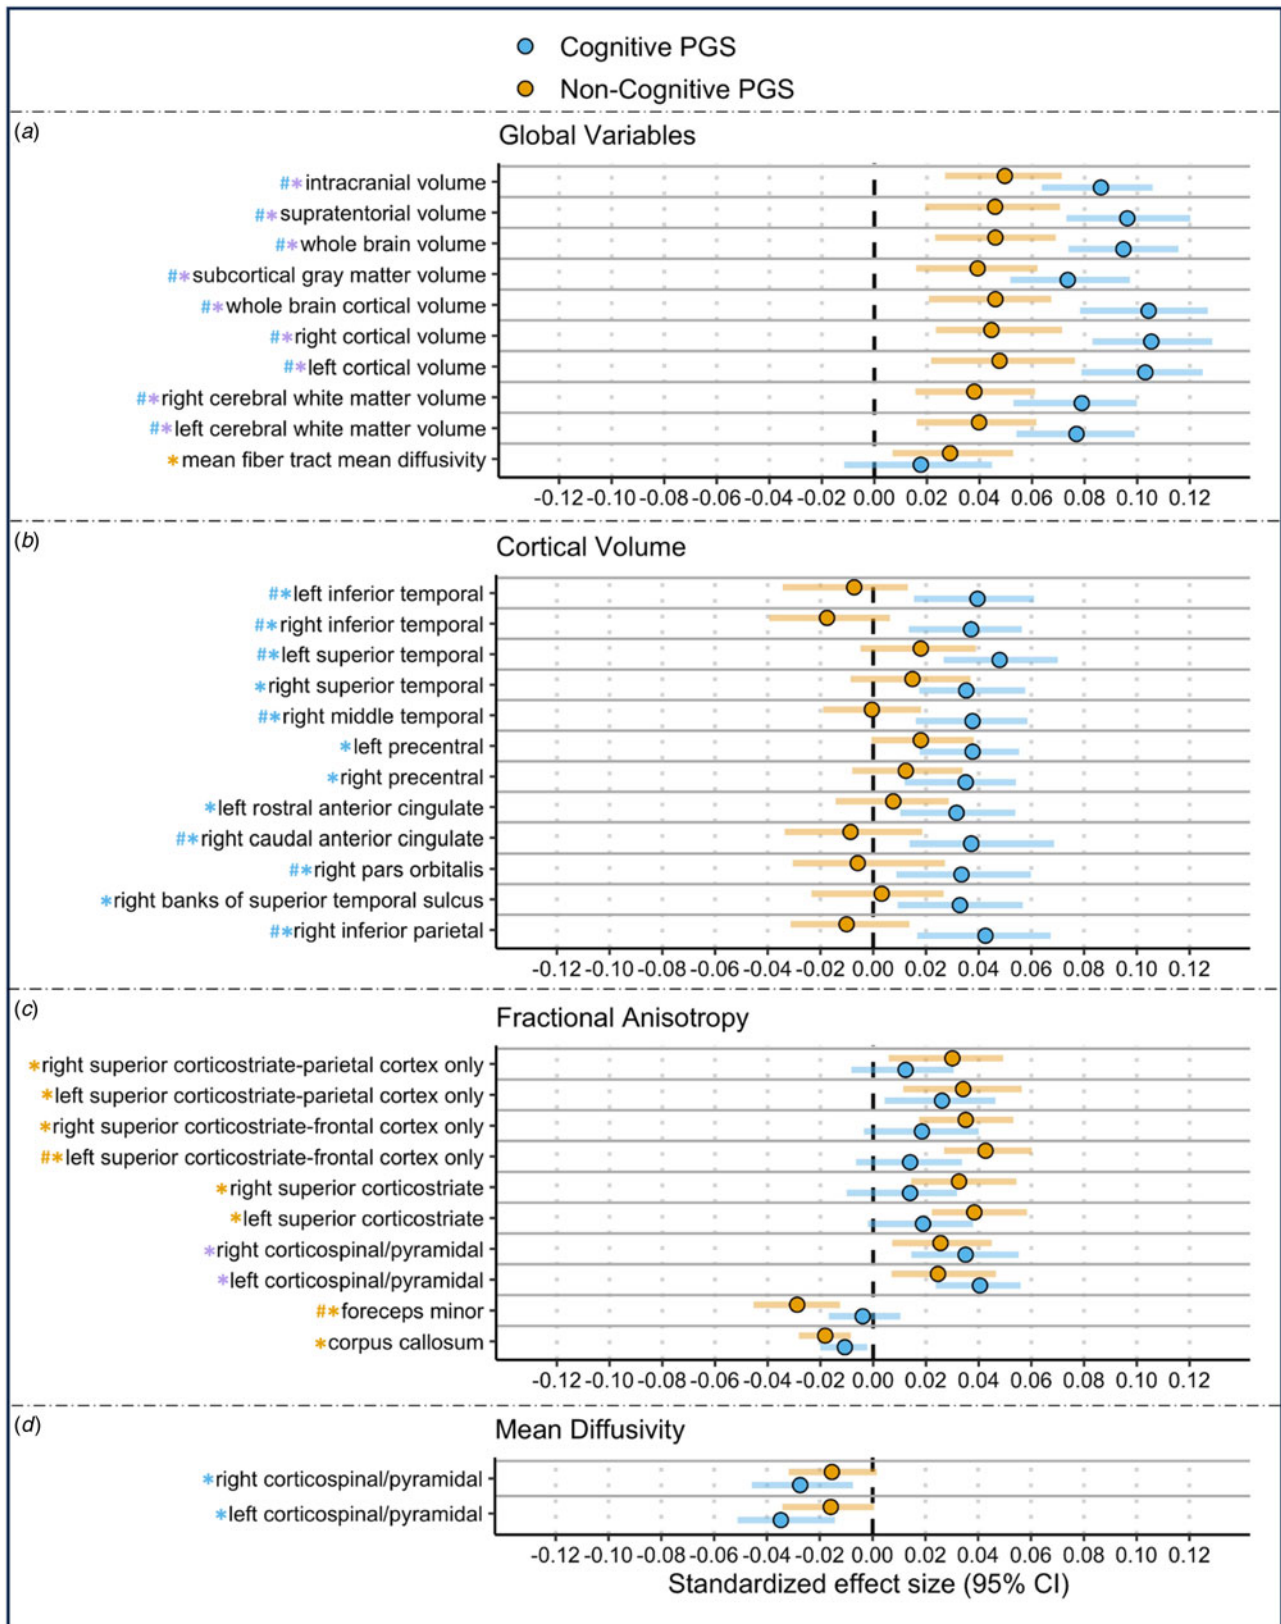 Cognitive PGS
Non-Cognitive PGS
(a)
Global Variables
#*intracranial volume
#*supratentorial volume
#*whole brain volume
#*subcortical gray matter volume
#*whole brain cortical volume
#*right cortical volume
#*left cortical volume
#*right cerebral white matter volume
#*left cerebral white matter volume
*mean fiber tract mean diffusivity
-0.12 -0.10 -0.08 -0.06 -0.04 -0.02 0.00 0.02 0.04 0.06 0.08 0.10 0.12
(b)
Cortical Volume
#*left inferior temporal
#*right inferior temporal
#*left superior temporal
*right superior temporal
#*right middle temporal
*left precentral
*right precentral
*left rostral anterior cingulate
#*right caudal anterior cingulate
#*right pars orbitalis
*right banks of superior temporal sulcus
#*right inferior parietal
-0.12 -0.10 -0.08 -0.06 -0.04 -0.02 0.00 0.02 0.04 0.06 0.08 0.10 0.12
(c)
Fractional Anisotropy
*right superior corticostriate-parietal cortex only
*left superior corticostriate-parietal cortex only
*right superior corticostriate-frontal cortex only
#*left superior corticostriate-frontal cortex only
*right superior corticostriate
*left superior corticostriate
*right corticospinal/pyramidal
*left corticospinal/pyramidal
#*foreceps minor
*corpus callosum
-0.12 -0.10 -0.08 -0.06 -0.04 -0.02 0.00 0.02 0.04 0.06 0.08 0.10 0.12
(d)
Mean Diffusivity
*right corticospinal/pyramidal
*left corticospinal/pyramidal
-0.12 -0.10 -0.08 -0.06 -0.04 -0.02 0.00 0.02 0.04 0.06 0.08 0.10 0.12
Standardized effect size (95% CI)